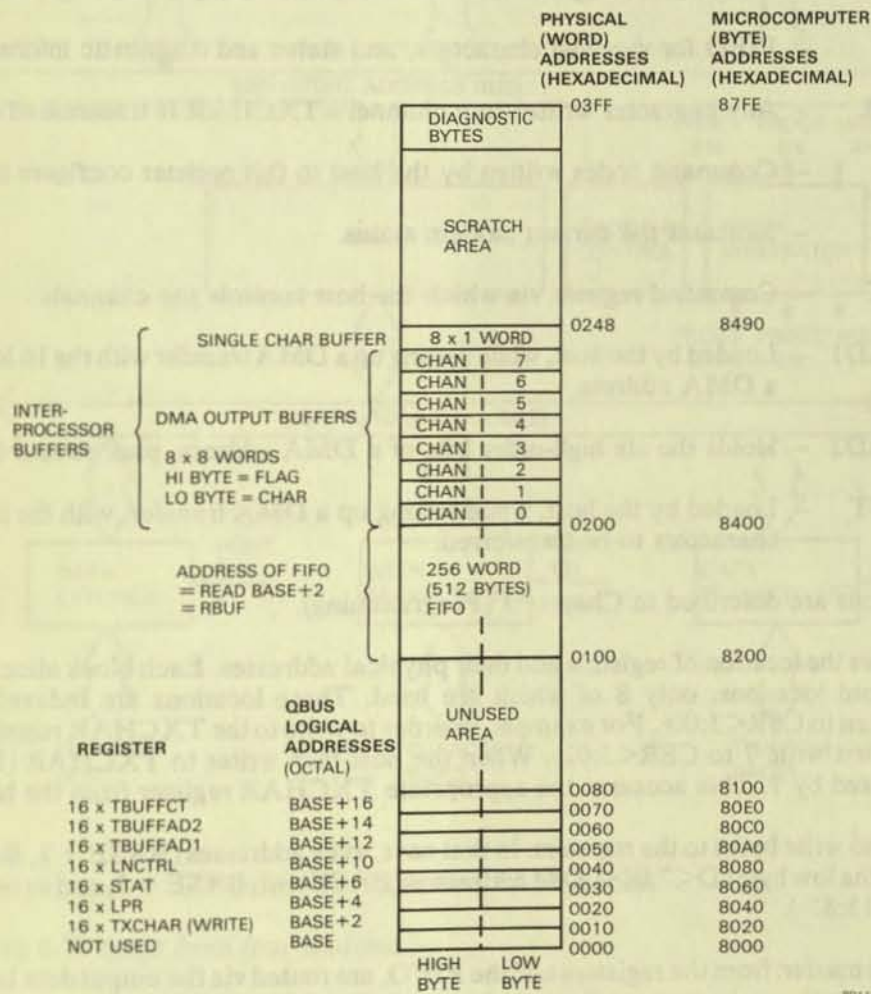 PHYSICAL (WORD) ADDRESSES (HEXADECIMAL)
MICROCOMPUTER (BYTE) ADDRESSES (HEXADECIMAL)
03FF 87FE
DIAGNOSTIC BYTES
SCRATCH AREA
0248 8490
SINGLE CHAR BUFFER 8 x 1 WORD
CHAN 7
CHAN 6
CHAN 5
CHAN 4
CHAN 3
CHAN 2
CHAN 1
CHAN 0
INTER-
PROCESSOR
BUFFERS
DMA OUTPUT BUFFERS
8 x 8 WORDS
HI BYTE = FLAG
LO BYTE = CHAR
0200 8400
ADDRESS OF FIFO
= READ BASE+2
= RBUF
256 WORD
(512 BYTES)
FIFO
0100 8200
UNUSED
AREA
REGISTER
QBUS
LOGICAL
ADDRESSES
(OCTAL)
0080 8100
16 x TBUFFCT BASE+16 0070 80E0
16 x TBUFFAD2 BASE+14 0060 80C0
16 x TBUFFAD1 BASE+12 0050 80A0
16 x LNCTRL BASE+10 0040 8080
16 x STAT BASE+6 0030 8060
16 x LPR BASE+4 0020 8040
16 x TXCHAR (WRITE) BASE+2 0010 8020
NOT USED BASE 0000 8000
HIGH BYTE
LOW BYTE